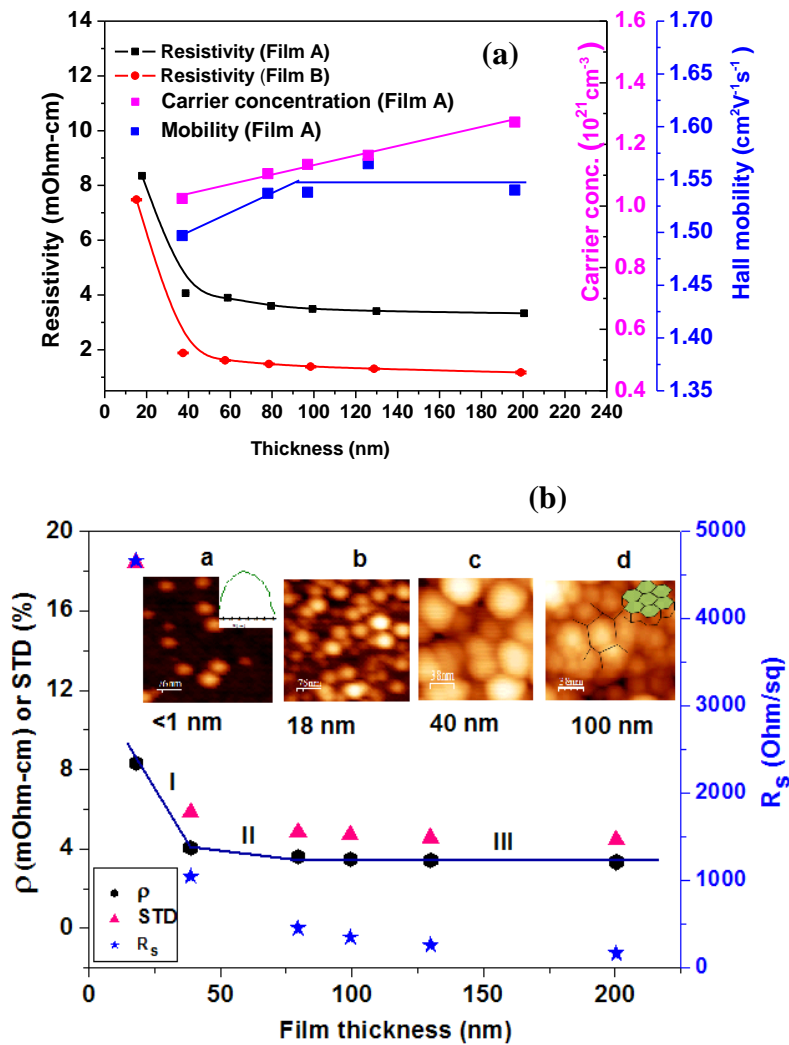 (a)
Resistivity (Film A)
Resistivity (Film B)
Carrier concentration (Film A)
Mobility (Film A)
14
12
10
8
6
4
2
Resistivity (mOhm-cm)
0 20 40 60 80 100 120 140 160 180 200 220 240
Thickness (nm)
1.6
1.4
1.2
1.0
0.8
0.6
0.4
Carrier conc. (10²¹cm⁻³)
1.70
1.65
1.60
1.55
1.50
1.45
1.40
1.35
Hall mobility (cm²V⁻¹s⁻¹)
(b)
20
16
12
8
4
0
ρ (mOhm-cm) or STD (%)
a b c d
76nm 76nm 38nm 38nm
<1 nm 18 nm 40 nm 100 nm
I II III
ρ
STD
Rₛ
5000
4000
3000
2000
1000
0
Rₛ (Ohm/sq)
0 50 100 150 200
Film thickness (nm)